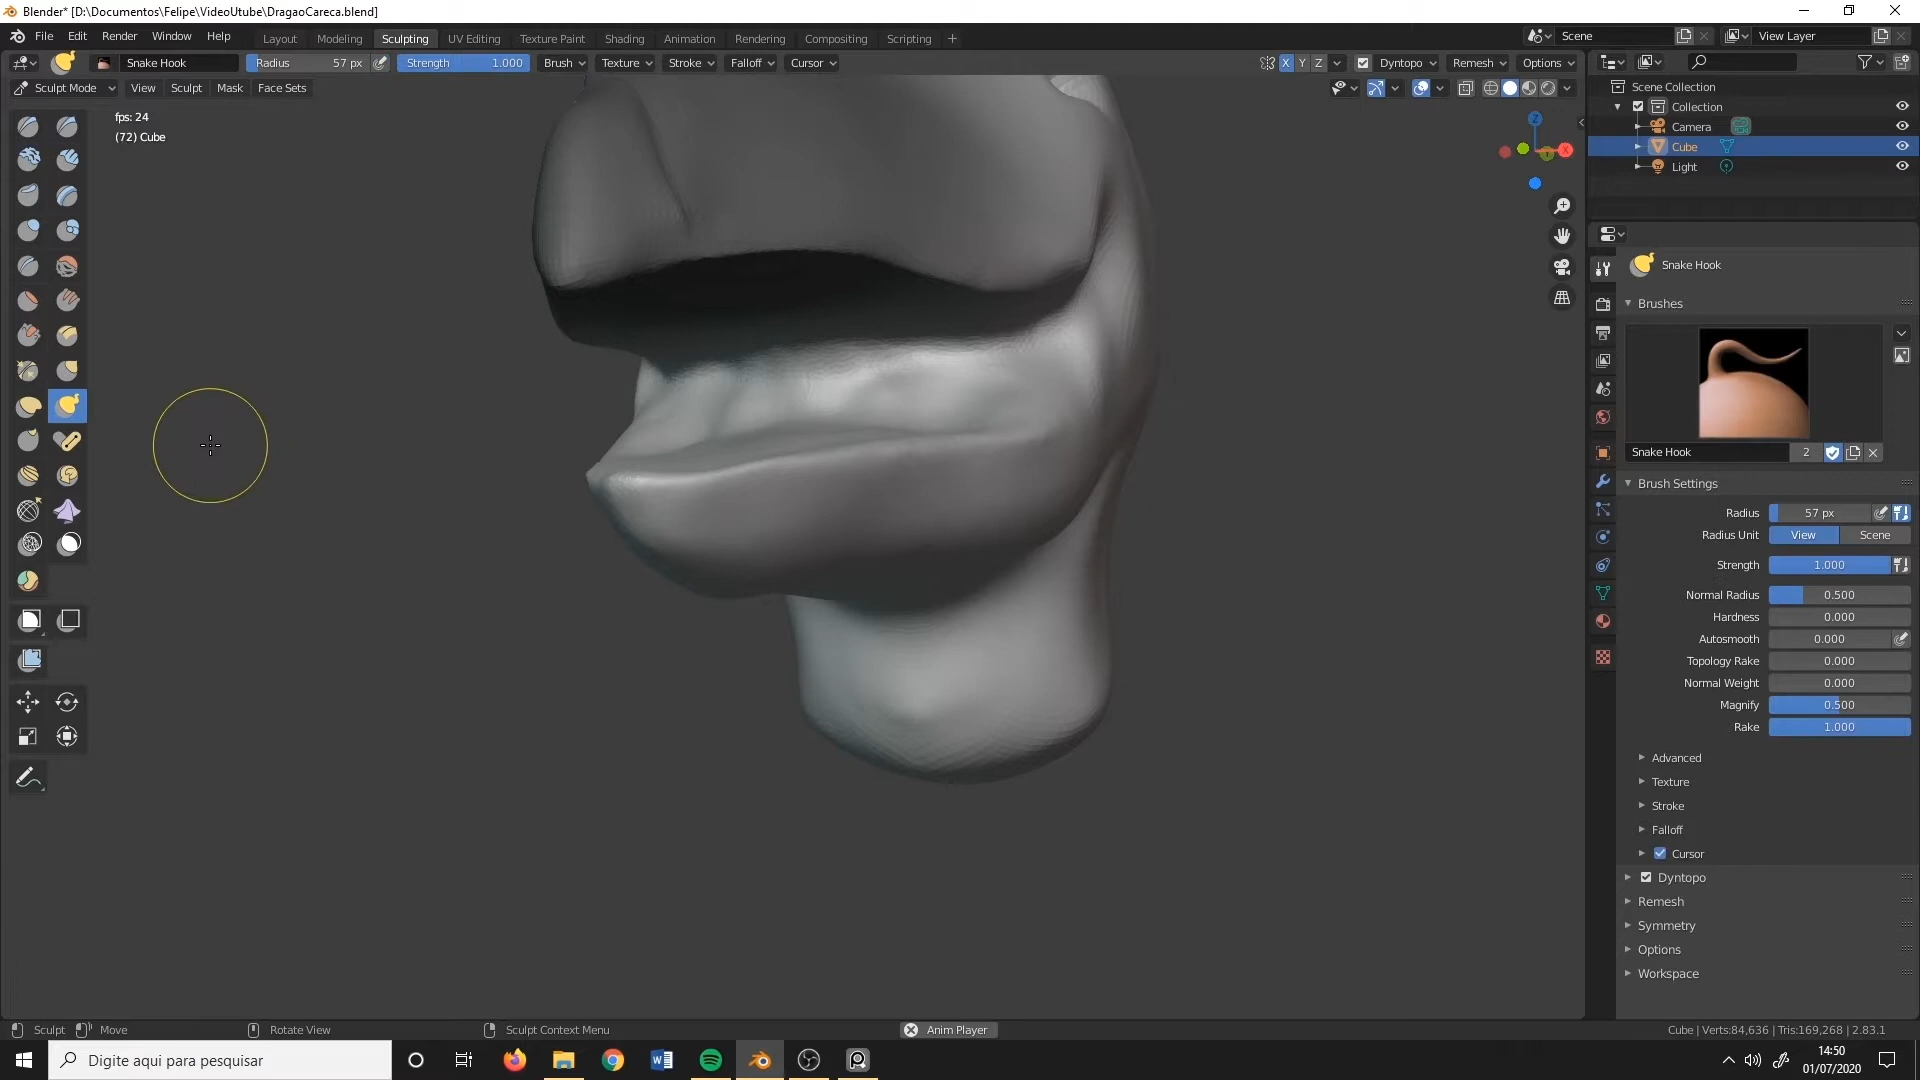 Blender* [D:\Documentos\Felipe\VideoUtube\DragaoCareca.blend]
File Edit Render Window Help Layout Modeling Sculpting UV Editing Texture Paint Shading Animation Rendering Compositing Scripting + Scene View Layer
Snake Hook Radius 57 px Strength 1.000 Brush Texture Stroke Falloff Cursor X Y Z Dyntopo Remesh Options
Sculpt Mode View Sculpt Mask Face Sets
fps: 24
(72) Cube
Z
X
Scene Collection
Collection
Camera
Cube
Light
Snake Hook
Brushes
Snake Hook 2
Brush Settings
Radius 57 px
Radius Unit View Scene
Strength 1.000
Normal Radius 0.500
Hardness 0.000
Autosmooth 0.000
Topology Rake 0.000
Normal Weight 0.000
Magnify 0.500
Rake 1.000
Advanced
Texture
Stroke
Falloff
Cursor
Dyntopo
Remesh
Symmetry
Options
Workspace
Sculpt Move Rotate View Sculpt Context Menu Anim Player Cube | Verts:84,636 | Tris:169,268 | 2.83.1
Digite aqui para pesquisar
14:50
01/07/2020